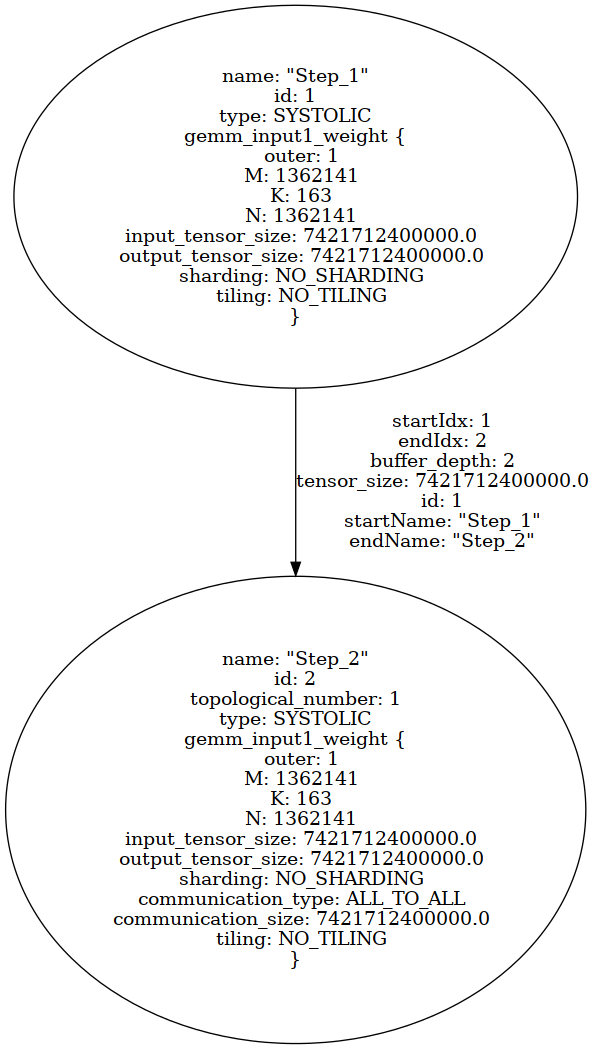 name: "Step_1"
id: 1
type: SYSTOLIC
gemm_input1_weight {
outer: 1
M: 1362141
K: 163
N: 1362141
input_tensor_size: 7421712400000.0
output_tensor_size: 7421712400000.0
sharding: NO_SHARDING
tiling: NO_TILING
}
startIdx: 1
endIdx: 2
buffer_depth: 2
tensor_size: 7421712400000.0
id: 1
startName: "Step_1"
endName: "Step_2"
name: "Step_2"
id: 2
topological_number: 1
type: SYSTOLIC
gemm_input1_weight {
outer: 1
M: 1362141
K: 163
N: 1362141
input_tensor_size: 7421712400000.0
output_tensor_size: 7421712400000.0
sharding: NO_SHARDING
communication_type: ALL_TO_ALL
communication_size: 7421712400000.0
tiling: NO_TILING
}